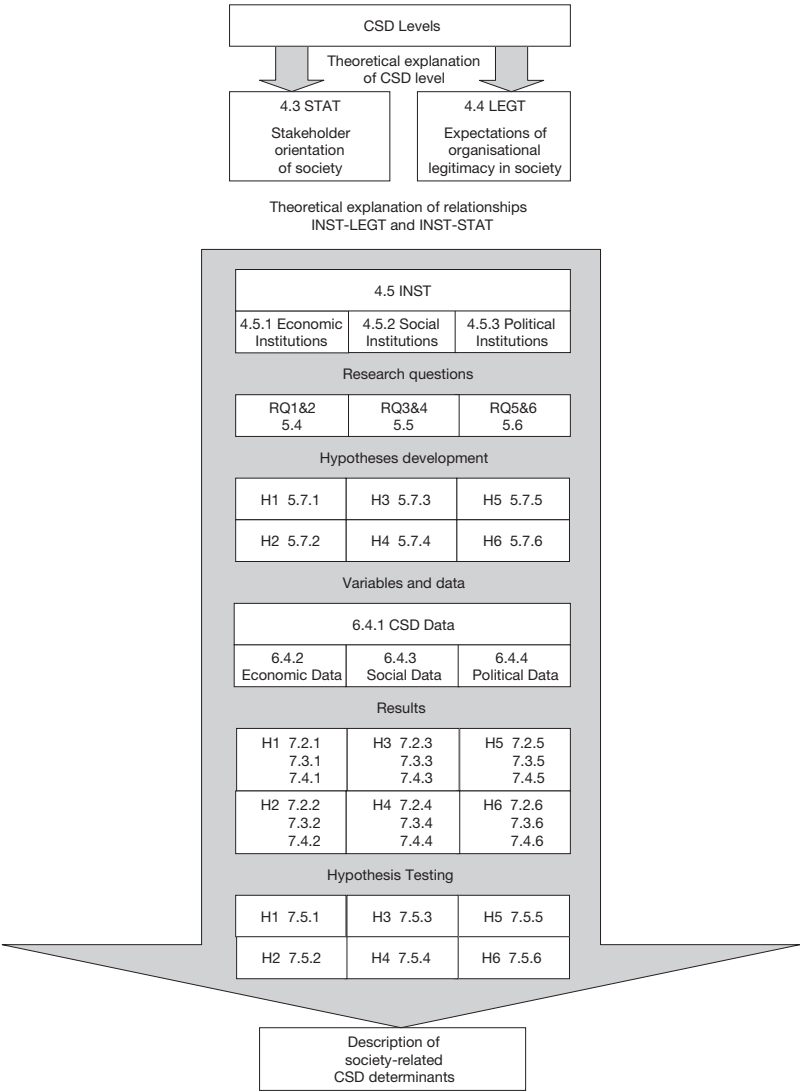 CSD Levels
Theoretical explanation
of CSD level
4.3 STAT
Stakeholder
orientation
of society
4.4 LEGT
Expectations of
organisational
legitimacy in society
Theoretical explanation of relationships
INST-LEGT and INST-STAT
4.5 INST
4.5.1 Economic
Institutions
4.5.2 Social
Institutions
4.5.3 Political
Institutions
Research questions
RQ1&2
5.4
RQ3&4
5.5
RQ5&6
5.6
Hypotheses development
H1 5.7.1
H3 5.7.3
H5 5.7.5
H2 5.7.2
H4 5.7.4
H6 5.7.6
Variables and data
6.4.1 CSD Data
6.4.2
Economic Data
6.4.3
Social Data
6.4.4
Political Data
Results
H1 7.2.1
7.3.1
7.4.1
H3 7.2.3
7.3.3
7.4.3
H5 7.2.5
7.3.5
7.4.5
H2 7.2.2
7.3.2
7.4.2
H4 7.2.4
7.3.4
7.4.4
H6 7.2.6
7.3.6
7.4.6
Hypothesis Testing
H1 7.5.1
H3 7.5.3
H5 7.5.5
H2 7.5.2
H4 7.5.4
H6 7.5.6
Description of
society-related
CSD determinants